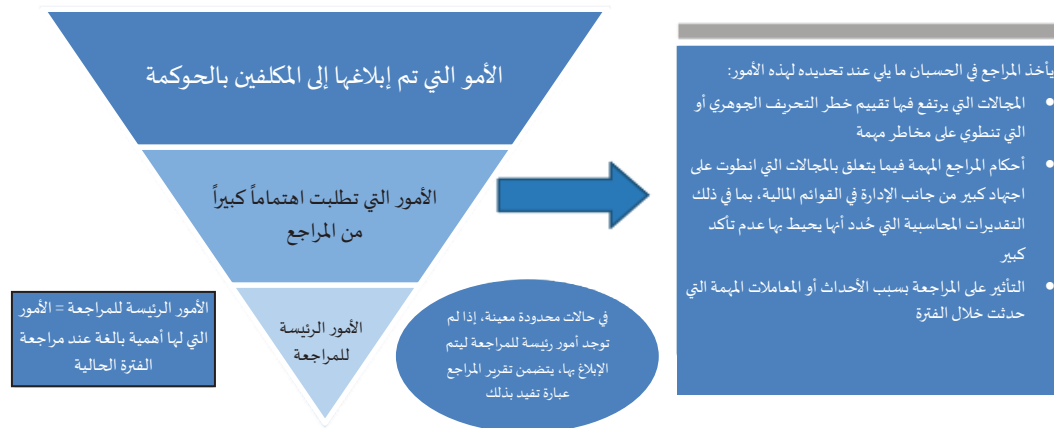 الأمو التي تم إبلاغها إلى المكلفين بالحوكمة
الأمور التي تطلبت اهتماماً كبيراً
من المراجع
الأمور الرئيسة
للمراجعة
يأخذ المراجع في الحسبان ما يلي عند تحديده لهذه الأمور:
• المجالات التي يرتفع فيها تقييم خطر التحريف الجوهري أو
التي تنطوي على مخاطر مهمة
• أحكام المراجع المهمة فيما يتعلق بالمجالات التي انطوت على
اجتهاد كبير من جانب الإدارة في القوائم المالية، بما في ذلك
التقديرات المحاسبية التي حُدد أنها يحيط بها عدم تأكد
كبير
• التأثير على المراجعة بسبب الأحداث أو المعاملات المهمة التي
حدثت خلال الفترة
في حالات محدودة معينة، إذا لم
توجد أمور رئيسة للمراجعة ليتم
الإبلاغ بها، يتضمن تقرير المراجع
عبارة تفيد بذلك
الأمور الرئيسة للمراجعة = الأمور
التي لها أهمية بالغة عند مراجعة
الفترة الحالية